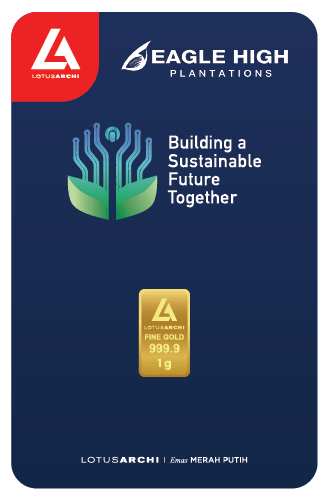 LOTUSARCHI
EAGLE HIGH
PLANTATIONS
Building a
Sustainable
Future
Together
LOTUSARCHI
FINE GOLD
999.9
1g
LOTUSARCHI | Emas MERAH PUTIH